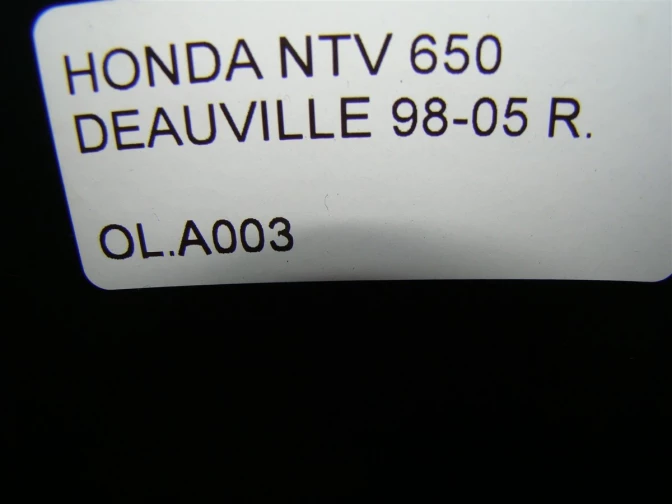 HONDA NTV 650
DEAUVILLE 98-05 R.
OL.A003